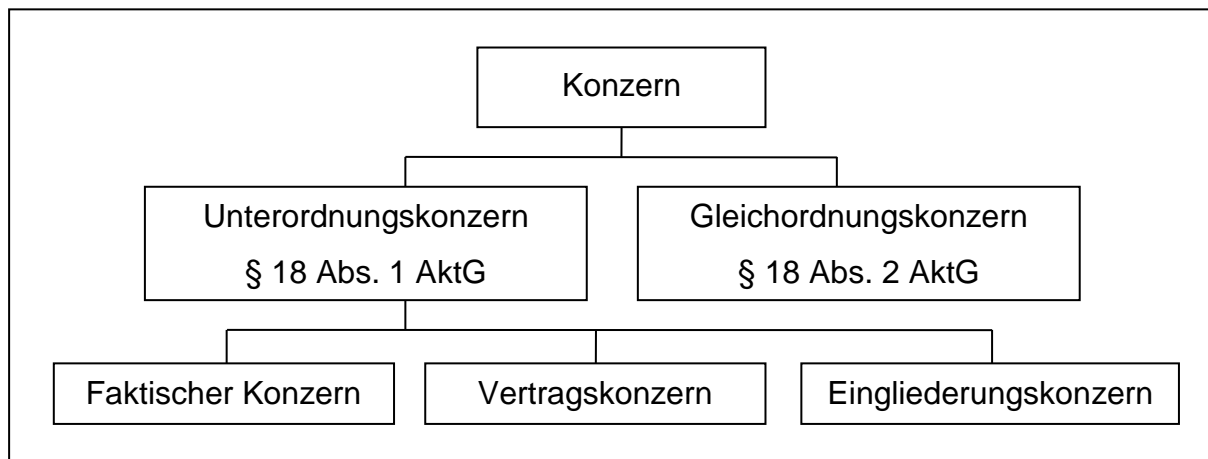 Konzern
Unterordnungskonzern
§ 18 Abs. 1 AktG
Gleichordnungskonzern
§ 18 Abs. 2 AktG
Faktischer Konzern
Vertragskonzern
Eingliederungskonzern